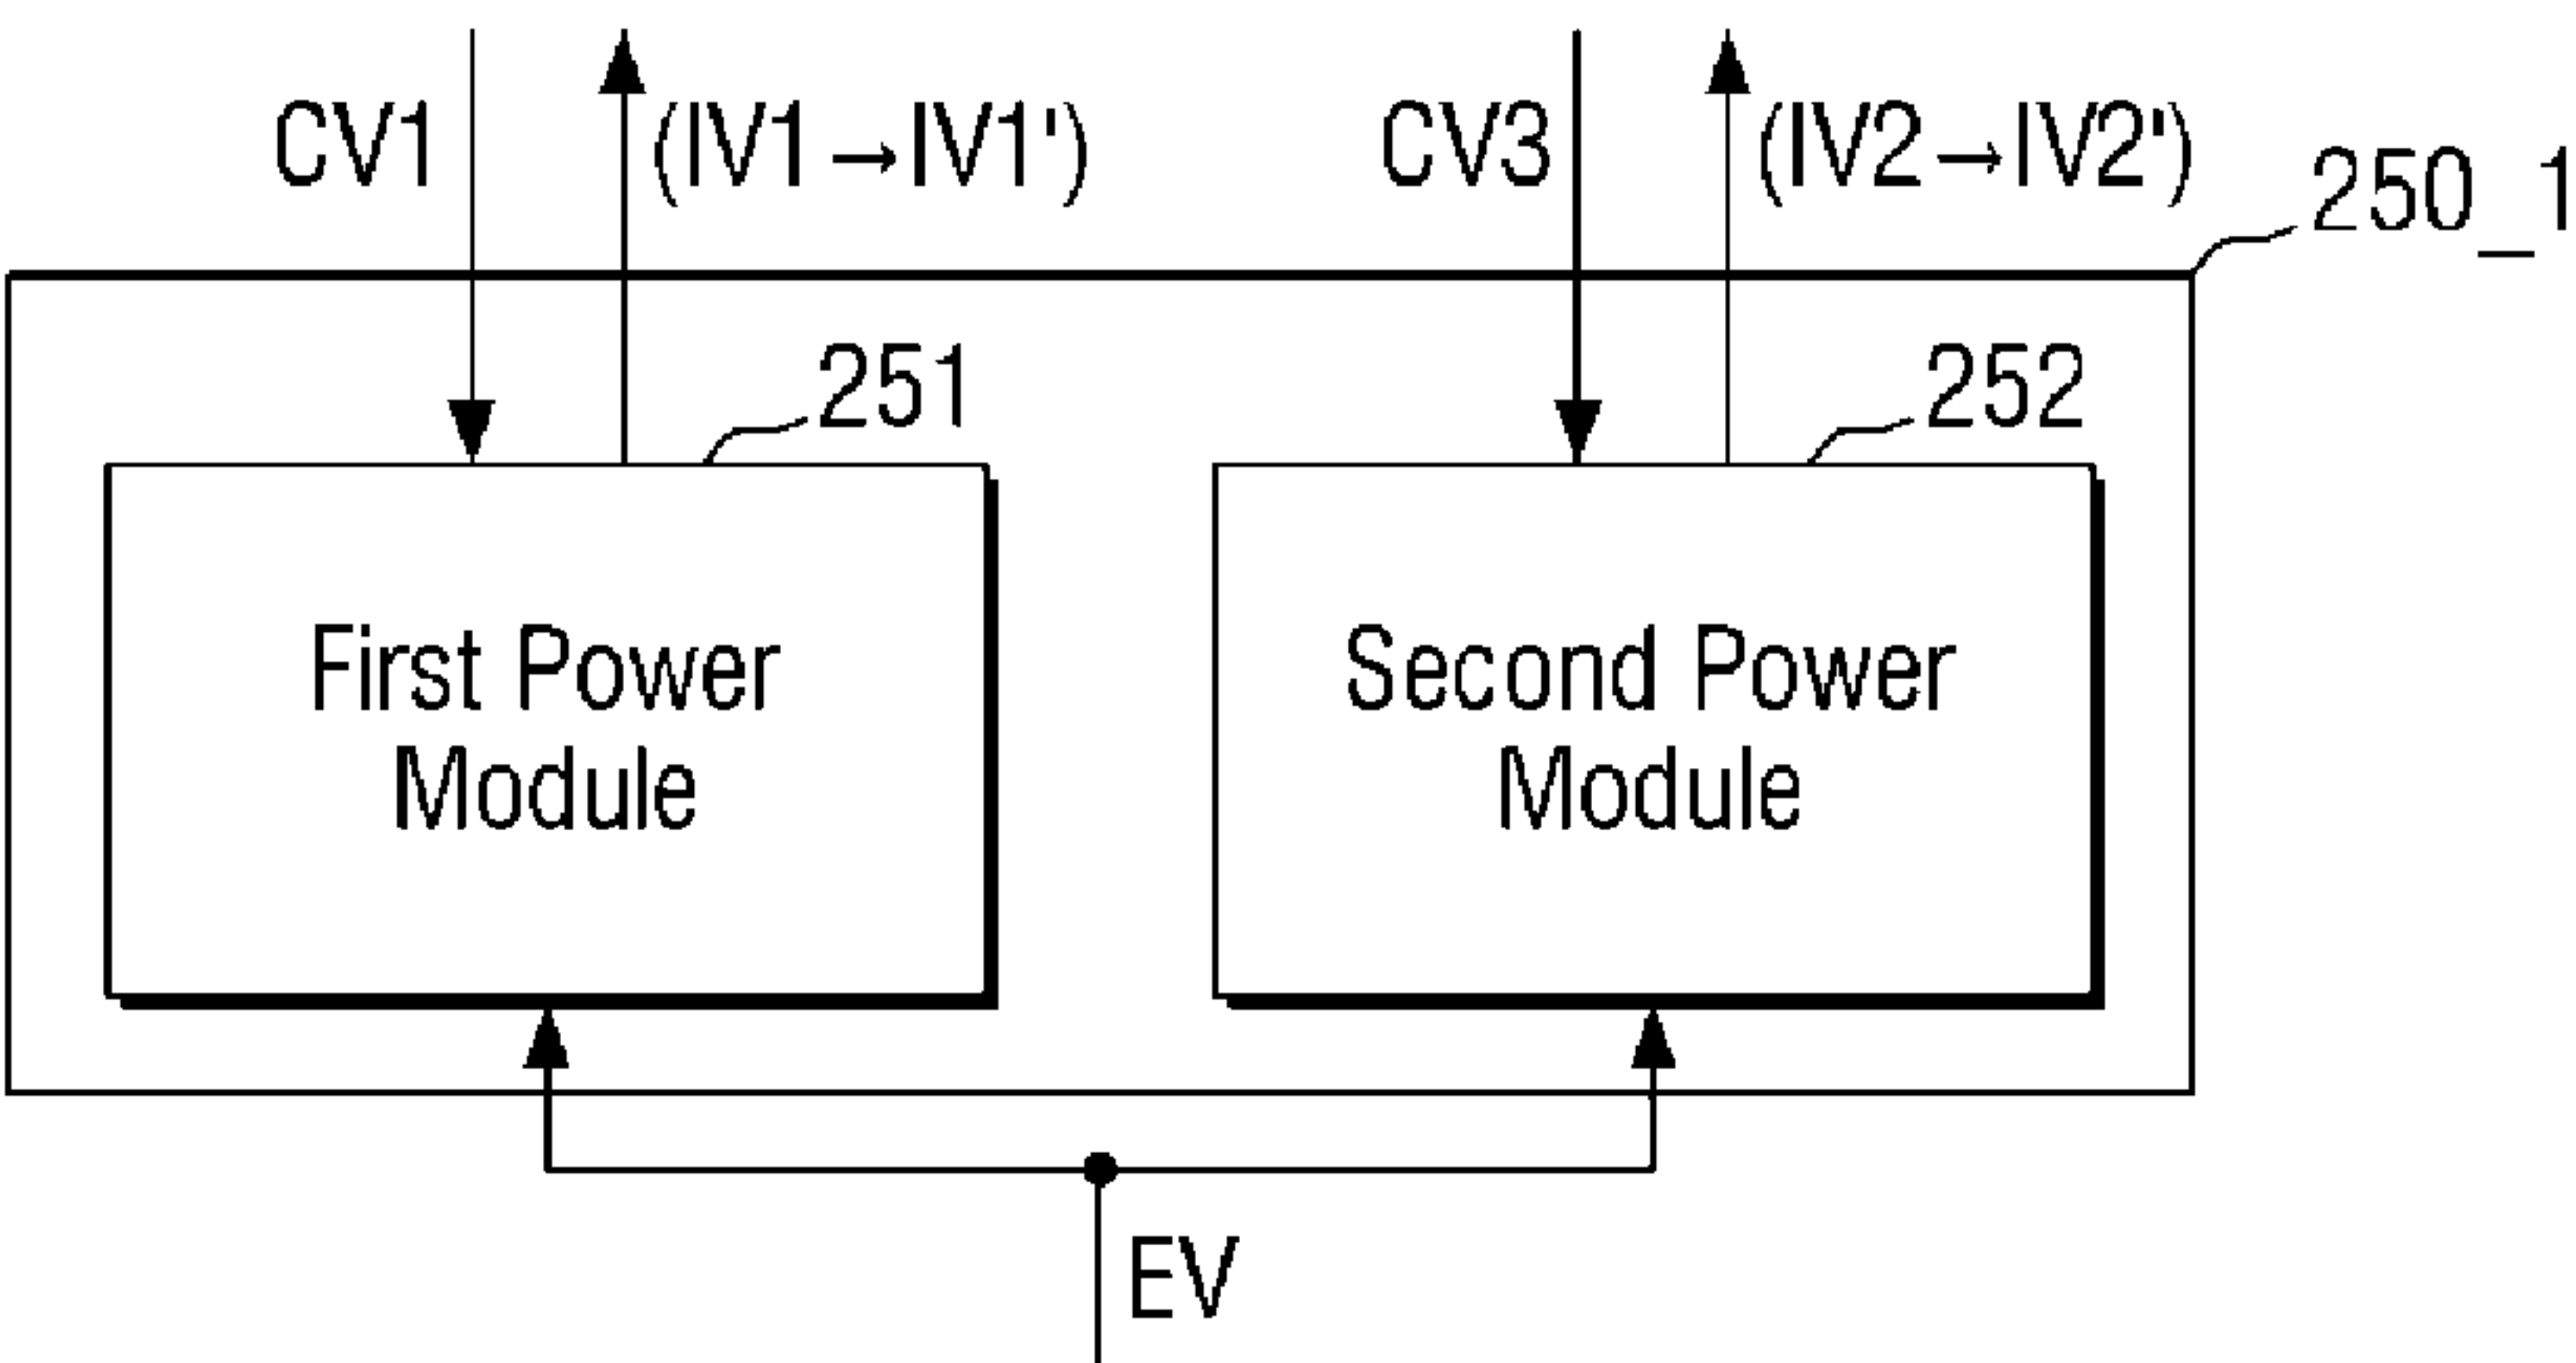 CV1
(IV1→IV1')
CV3
(IV2→IV2')
250_1
251
252
First Power
Module
Second Power
Module
EV